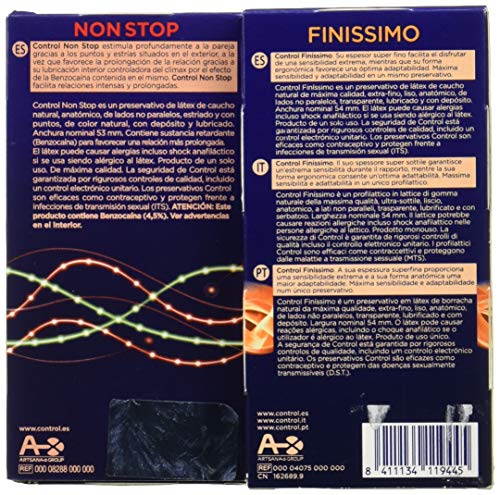 NON STOP
ES
Control Non Stop estimula profundamente a la pareja
gracias a los puntos y estrías situados en el exterior, a la
vez que favorece la prolongación de la relación gracias a
su lubricación interior controladora del clímax por el efecto
de la Benzcaína contenida en el mismo. Control Non Stop facilita
relaciones intensas y prolongadas.
Control Non Stop es un preservativo de látex de caucho
natural, anatómico, de lados no paralelos, estriado y con
puntos, de color natural, con depósito y lubricado.
Anchura nominal 53 mm. Contiene sustancia retardante
(Benzocaína) para favorecer una relación más prolongada.
El látex puede causar alergias incluso shock anafiláctico
si se usa siendo alérgico al látex. Producto de un solo
uso. De máxima calidad. La seguridad de Control está
garantizada por rigurosos controles de calidad, incluido
un control electrónico unitario. Los preservativos Control
son eficaces como contraceptivo y protegen frente a
infecciones de transmisión sexual (ITS). ATENCIÓN: Este
producto contiene Benzocaína (4,5%). Ver advertencias
en el Interior.
www.control.es
ARTSANA GROUP
REF 000 08288 000 000
FINISSIMO
ES
Control Finissimo. Su espesor súper fino facilita el disfrutar
de una sensibilidad extrema, mientras que su forma
ergonómica favorece una óptima adaptabilidad. Máxima
sensibilidad y adaptabilidad en un mismo preservativo.
Control Finissimo es un preservativo de látex de caucho
natural de máxima calidad, extra-fino, liso, anatómico,
de lados no paralelos, transparente, lubricado y con depósito.
Anchura nominal 54 mm. El látex puede causar alergias
incluso shock anafiláctico si se usa siendo alérgico al látex.
Producto de un solo uso. La seguridad de Control está
garantizada por rigurosos controles de calidad, incluido un
control electrónico unitario. Los preservativos Control son
eficaces como contraceptivo y protegen frente a
infecciones de transmisión sexual (ITS).
IT
Control Finissimo. Il suo spessore super sottile garantisce
un'estrema sensibilità durante il rapporto, mentre la sua
forma ergonomica consente un'ottima adattabilità. Massima
sensibilità e adattabilità in un unico profilattico.
Control Finissimo è un profilattico in lattice di gomma
naturale della massima qualità, ultra-sottile, liscio,
anatomico, a lati non paralleli, trasparente, lubrificato e con
serbatoio. Larghezza nominale 54 mm. Il lattice potrebbe
causare reazioni allergiche incluso shock anafilattico se
utilizzato da persone allergiche al lattice. Prodotto monouso. La
sicurezza di Control è garantita da rigorosi controlli di
qualità incluso il controllo elettronico unitario. I profilattici
Control sono efficaci come contraccettivi e proteggono
dalle malattie a trasmissione sessuale (MTS).
PT
Control Finissimo. A sua espessura superfina proporciona
uma sensibilidade extrema e a sua forma ergonómica uma
ótima adaptabilidade. Máxima sensibilidade e adaptabilidade
num único preservativo.
Control Finissimo é um preservativo em látex de borracha
natural da máxima qualidade, extra-fino, liso, anatómico,
de lados não paralelos, transparente, lubrificado e com
depósito. Largura nominal 54 mm. O látex pode causar
reações alérgicas, incluindo o choque anafiláctico se o
utilizador é alérgico ao látex. Produto de uso único.
A segurança de Control é garantida por rigorosos
controlos de qualidade, incluindo um controlo eletrónico
unitário. Os preservativos Control são eficazes como
contraceptivo e protegem das doenças sexualmente
transmissíveis (D.S.T.).
www.control.es
www.control.it
www.control.pt
ARTSANA GROUP
REF 000 04075 000 000
CN 162689.9
8 411134 119445